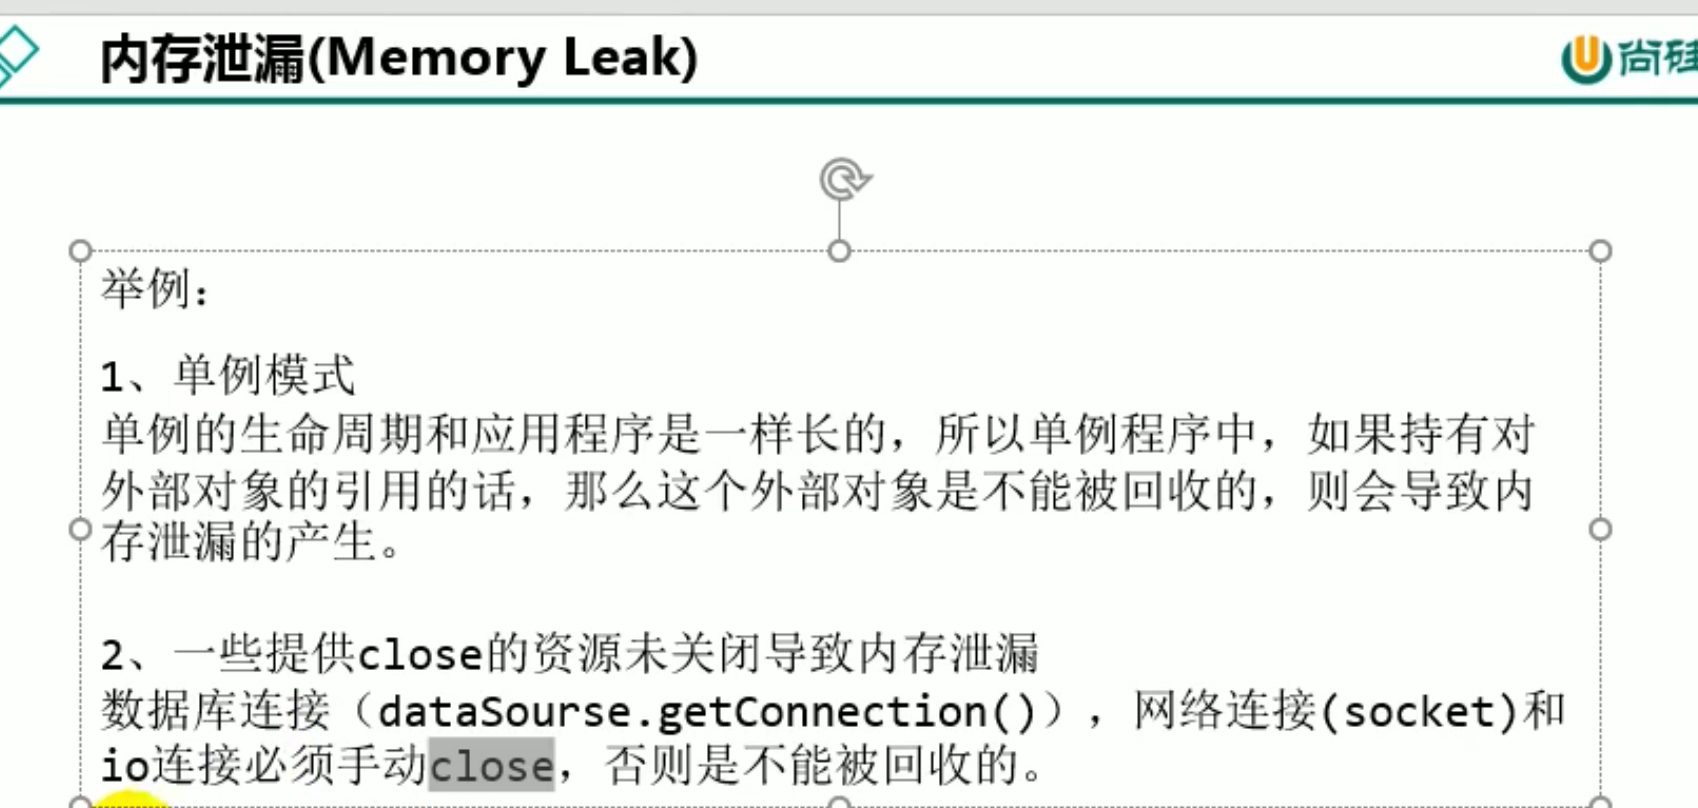 内存泄漏(Memory Leak)
尚硅
举例：
1、单例模式
单例的生命周期和应用程序是一样长的，所以单例程序中，如果持有对
外部对象的引用的话，那么这个外部对象是不能被回收的，则会导致内
存泄漏的产生。
2、一些提供close的资源未关闭导致内存泄漏
数据库连接（dataSourse.getConnection()），网络连接(socket)和
io连接必须手动close，否则是不能被回收的。